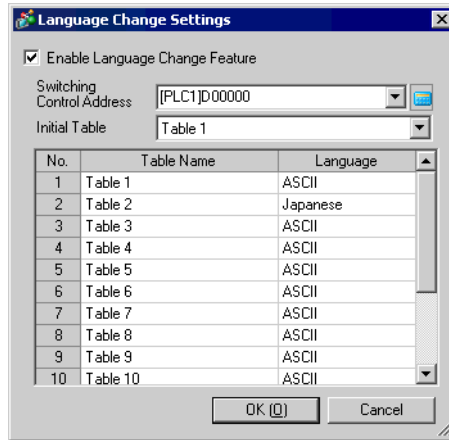 Language Change Settings
Enable Language Change Feature
Switching
Control Address
[PLC1]D00000
Initial Table
Table 1
No. Table Name Language
1 Table 1 ASCII
2 Table 2 Japanese
3 Table 3 ASCII
4 Table 4 ASCII
5 Table 5 ASCII
6 Table 6 ASCII
7 Table 7 ASCII
8 Table 8 ASCII
9 Table 9 ASCII
10 Table 10 ASCII
OK (O) Cancel